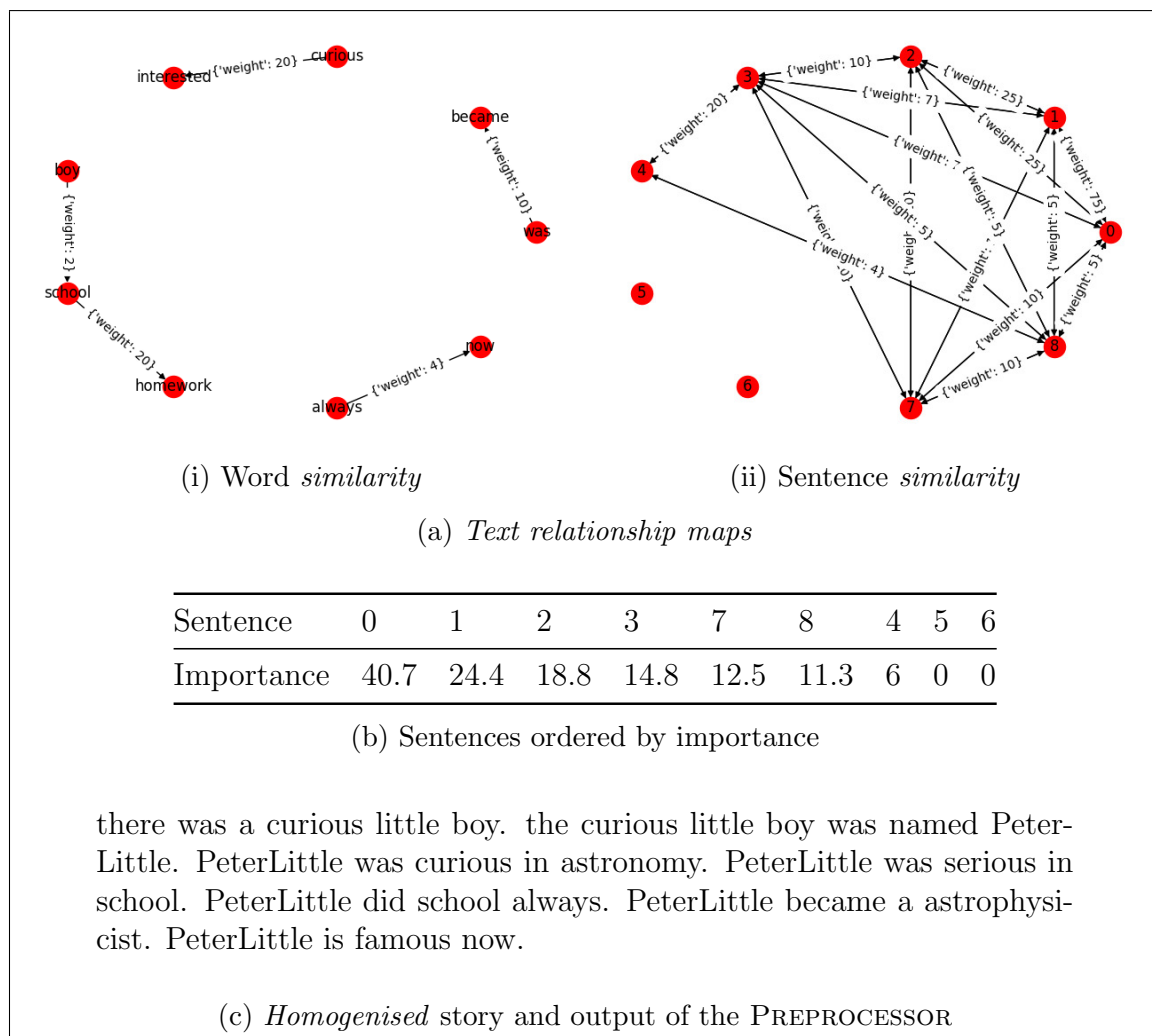 curious
interested
{'weight': 20}
became
boy
{'weight': 10}
{'weight': 2}
was
school
{'weight': 20}
now
homework
{'weight': 4}
always
2
3
{'weight': 10}
{'weight': 25}
{'weight': 7}
1
{'weight': 20}
{'weight': 25}
4
{'weight': 75}
{'weight': 5}
{'weight': 5}
0
{'weight': 5}
{'weight': 4}
{'weight': 5}
5
{'weight': 10}
8
6
{'weight': 10}
7
(i) Word similarity
(ii) Sentence similarity
(a) Text relationship maps
Sentence 0 1 2 3 7 8 4 5 6
Importance 40.7 24.4 18.8 14.8 12.5 11.3 6 0 0
(b) Sentences ordered by importance
there was a curious little boy. the curious little boy was named Peter-
Little. PeterLittle was curious in astronomy. PeterLittle was serious in
school. PeterLittle did school always. PeterLittle became a astrophysi-
cist. PeterLittle is famous now.
(c) Homogenised story and output of the PREPROCESSOR